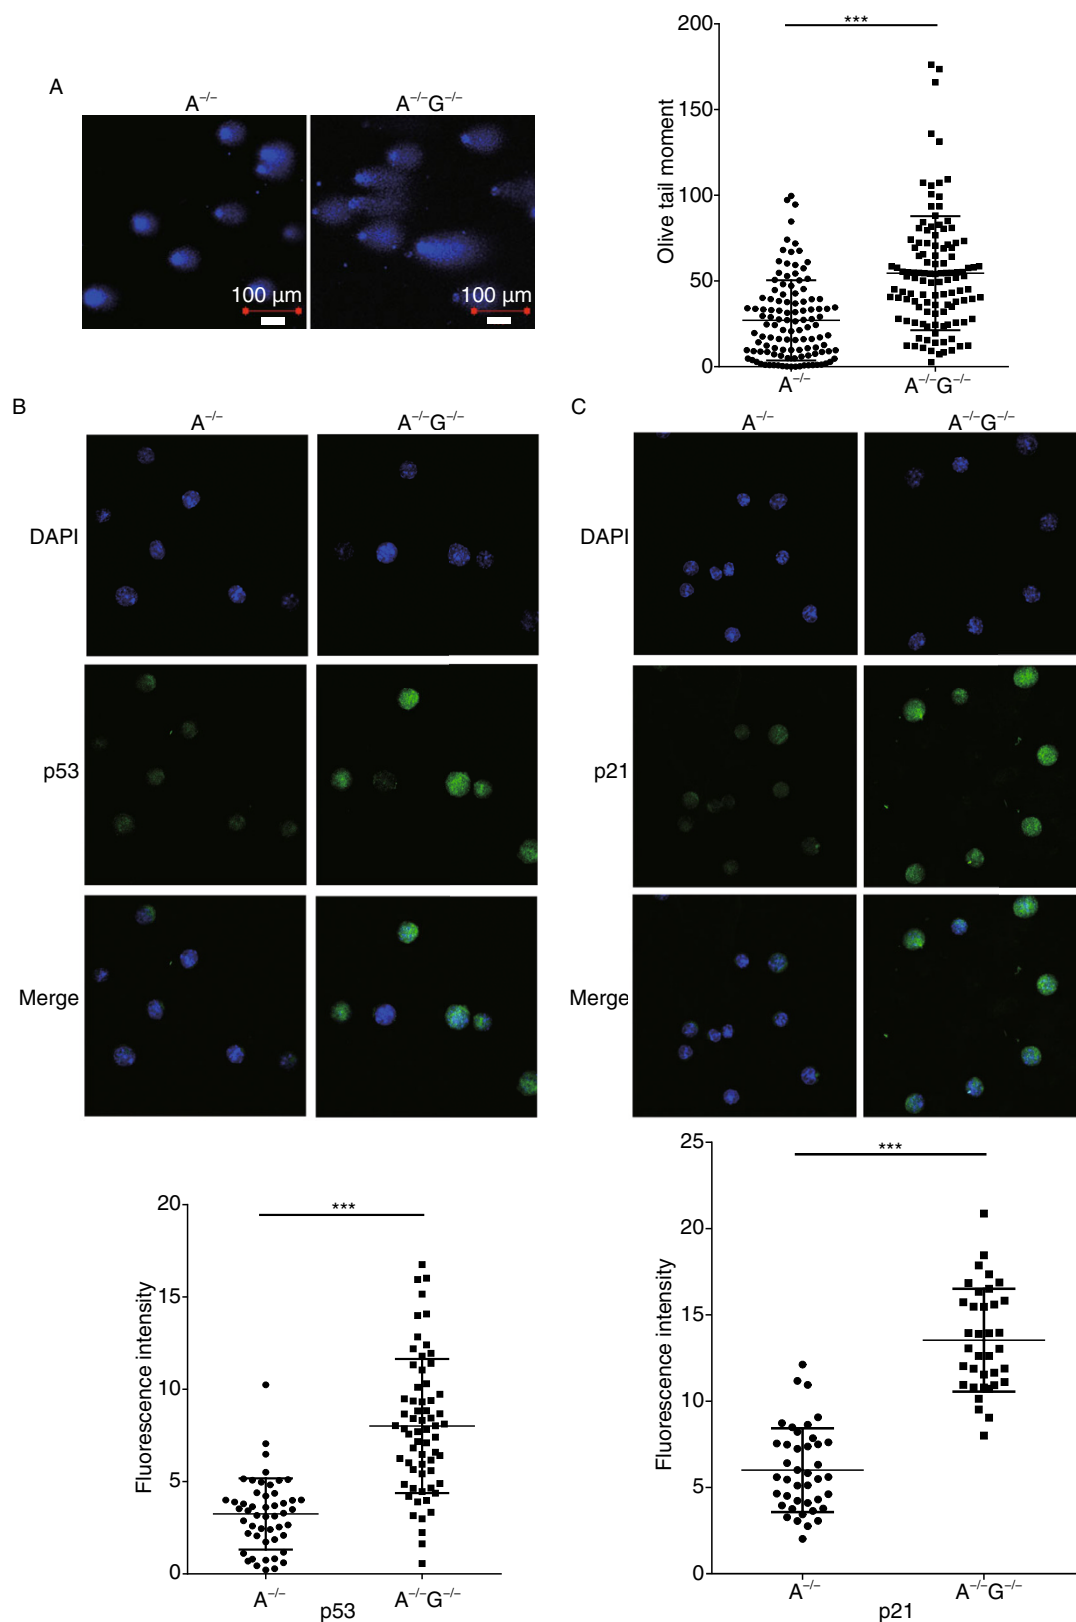 A
A−/−
A−/−G−/−
100 µm
100 µm
Olive tail moment
200
150
100
50
0
***
A−/−
A−/−G−/−
B
A−/−
A−/−G−/−
DAPI
p53
Merge
Fluorescence intensity
20
15
10
5
0
***
A−/−
A−/−G−/−
p53
C
A−/−
A−/−G−/−
DAPI
p21
Merge
Fluorescence intensity
25
20
15
10
5
0
***
A−/−
A−/−G−/−
p21